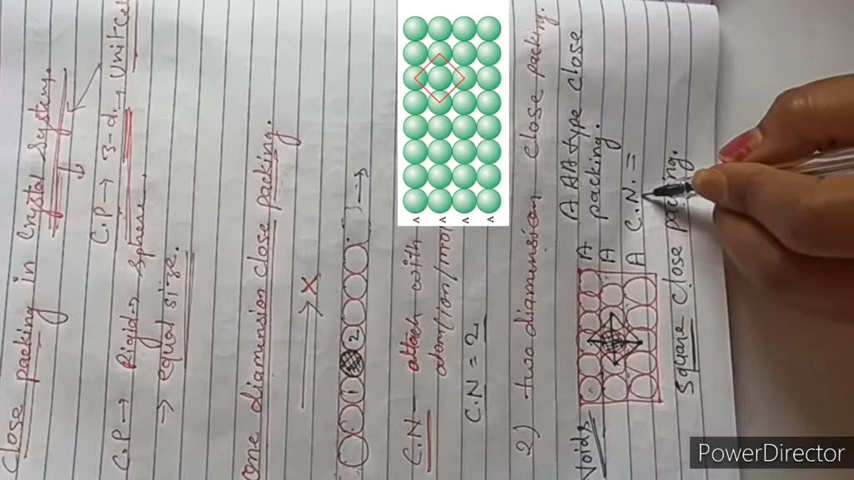 Close packing in Crystal System.
C.P → 3-d. → Unit Cell
C.P → Rigid → sphere.
→ equal size.
one diamension close packing.
→ X
1 2
C.N - attach with
atom/ion/mol
C.N = 2
A A A A
2) two diamension close packing.
Voids
A
A
A
AAA type close
packing.
C.N. =
Square Close packing.
PowerDirector